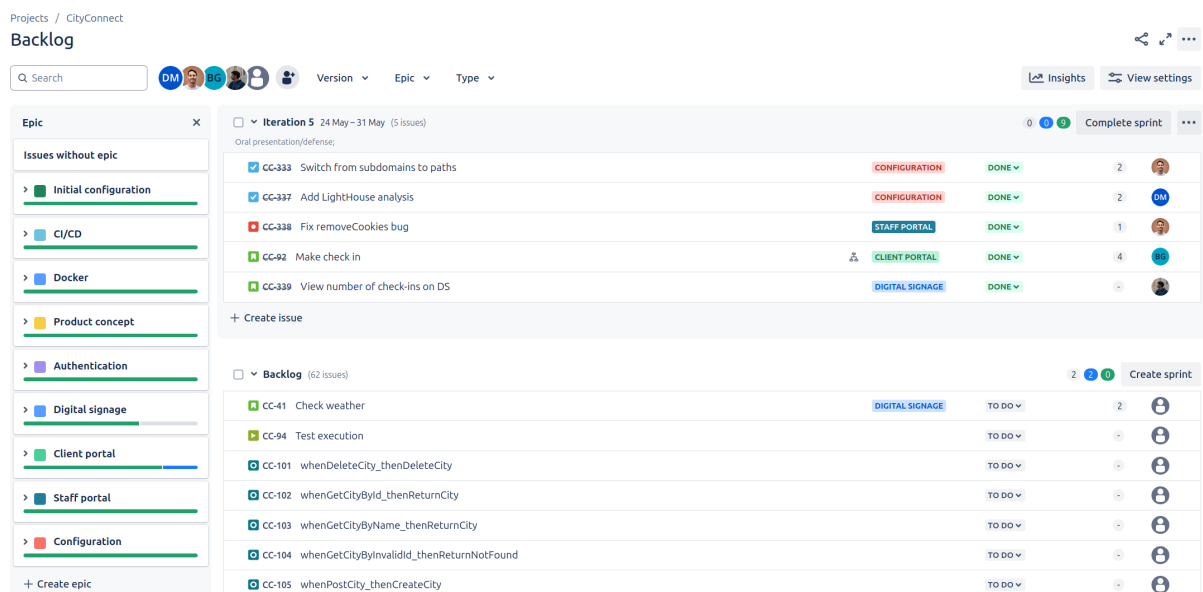 Projects / CityConnect
Backlog
Search
DM BG
Version Epic Type
Insights View settings
Epic
Issues without epic
Initial configuration
CI/CD
Docker
Product concept
Authentication
Digital signage
Client portal
Staff portal
Configuration
+ Create epic
Iteration 5 24 May – 31 May (5 issues) 0 0 9 Complete sprint
Oral presentation/defense;
CC-333 Switch from subdomains to paths CONFIGURATION DONE 2
CC-337 Add LightHouse analysis CONFIGURATION DONE 2 DM
CC-338 Fix removeCookies bug STAFF PORTAL DONE 1
CC-92 Make check in CLIENT PORTAL DONE 4 BG
CC-339 View number of check-ins on DS DIGITAL SIGNAGE DONE -
+ Create issue
Backlog (62 issues) 2 2 0 Create sprint
CC-41 Check weather DIGITAL SIGNAGE TO DO 2
CC-94 Test execution TO DO -
CC-101 whenDeleteCity_thenDeleteCity TO DO -
CC-102 whenGetCityById_thenReturnCity TO DO -
CC-103 whenGetCityByName_thenReturnCity TO DO -
CC-104 whenGetCityByInvalidId_thenReturnNotFound TO DO -
CC-105 whenPostCity_thenCreateCity TO DO -